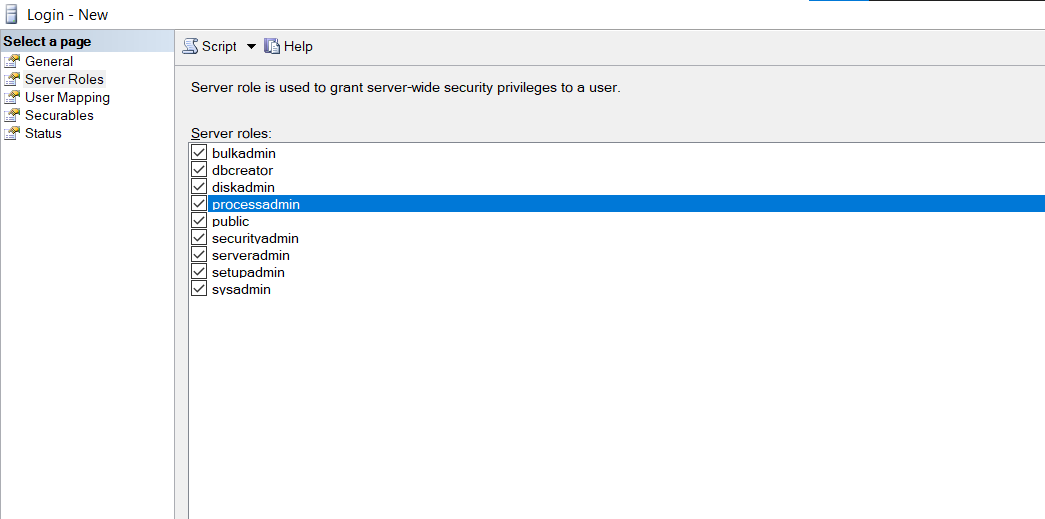 Login - New
Select a page
General
Server Roles
User Mapping
Securables
Status
Script Help
Server role is used to grant server-wide security privileges to a user.
Server roles:
bulkadmin
dbcreator
diskadmin
processadmin
public
securityadmin
serveradmin
setupadmin
sysadmin